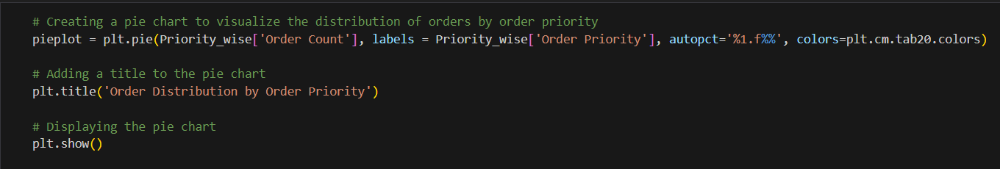 # Creating a pie chart to visualize the distribution of orders by order priority
pieplot = plt.pie(Priority_wise['Order Count'], labels = Priority_wise['Order Priority'], autopct='%1.f%%', colors=plt.cm.tab20.colors)
# Adding a title to the pie chart
plt.title('Order Distribution by Order Priority')
# Displaying the pie chart
plt.show()